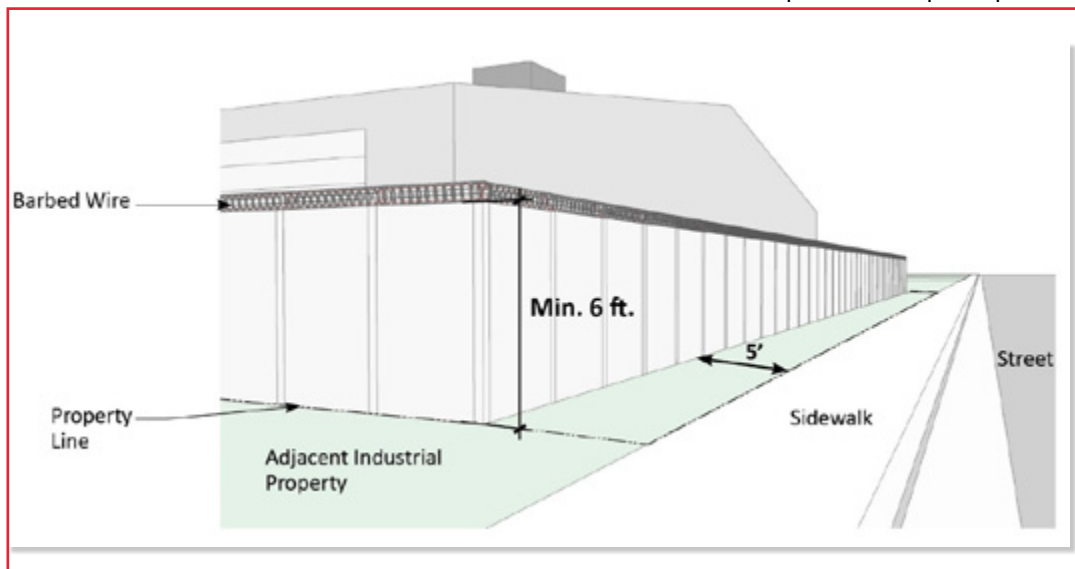 Barbed Wire
Min. 6 ft.
5'
Street
Property
Line
Sidewalk
Adjacent Industrial
Property